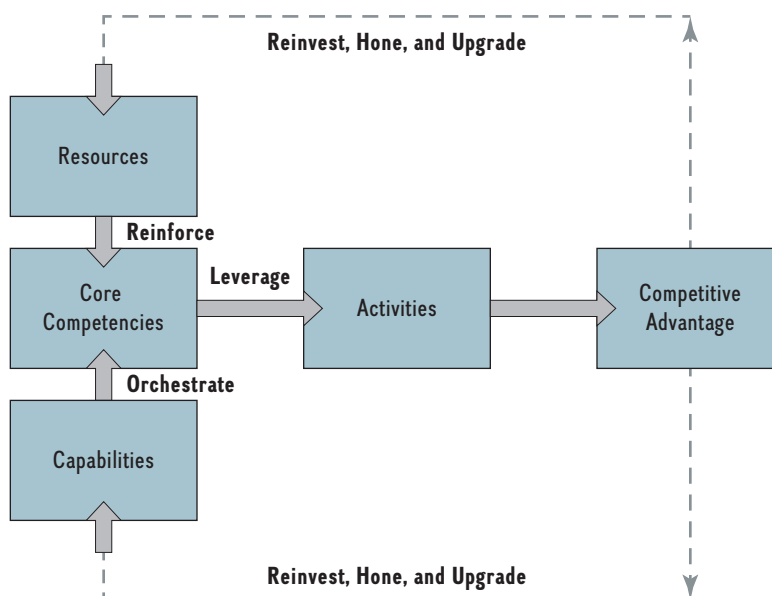 Reinvest, Hone, and Upgrade
Resources
Reinforce
Core
Competencies
Leverage
Activities
Competitive
Advantage
Orchestrate
Capabilities
Reinvest, Hone, and Upgrade